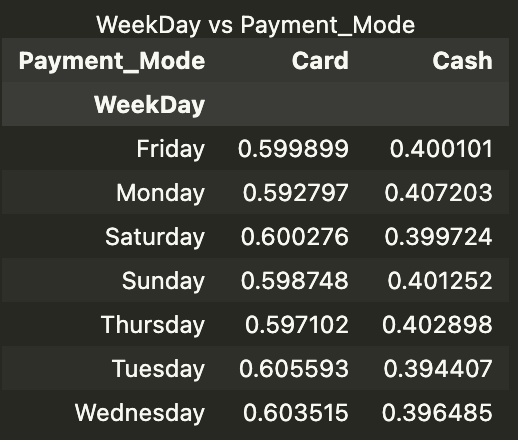 WeekDay vs Payment_Mode
Payment_Mode Card Cash
WeekDay
Friday 0.599899 0.400101
Monday 0.592797 0.407203
Saturday 0.600276 0.399724
Sunday 0.598748 0.401252
Thursday 0.597102 0.402898
Tuesday 0.605593 0.394407
Wednesday 0.603515 0.396485